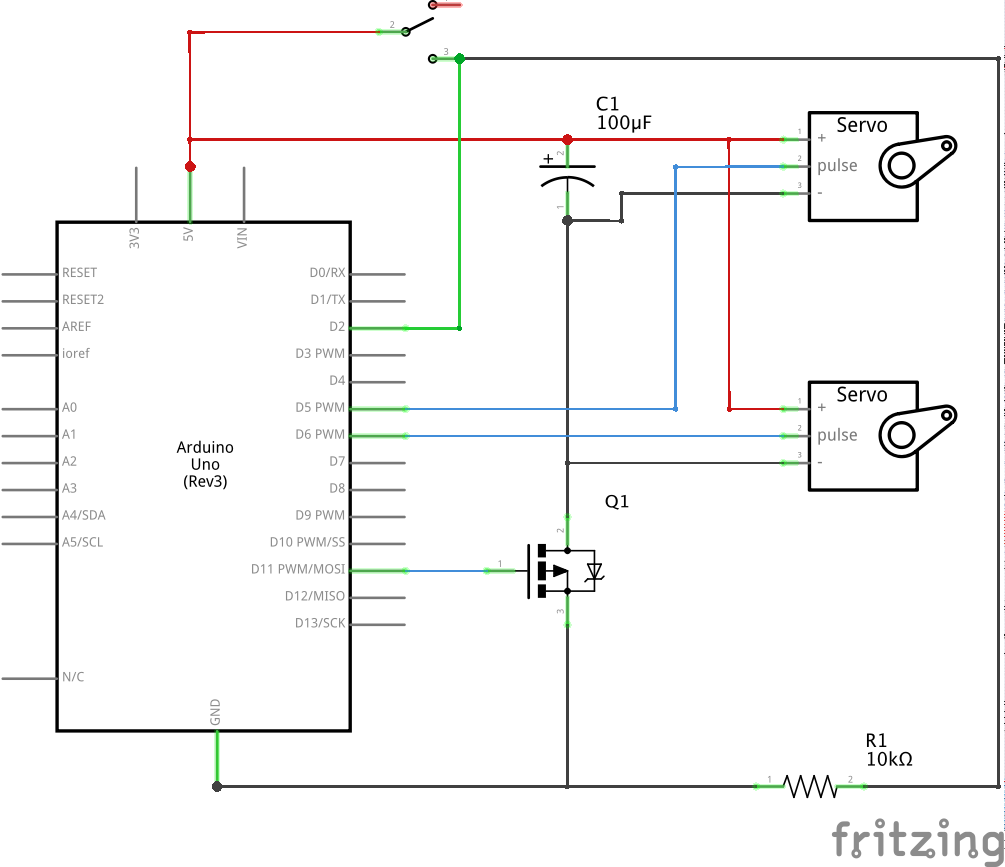 2
3
C1
100µF
2
+
1
1
+
Servo
2
pulse
3
-
3V3
5V
VIN
RESET
RESET2
AREF
ioref
A0
A1
A2
A3
A4/SDA
A5/SCL
N/C
Arduino
Uno
(Rev3)
D0/RX
D1/TX
D2
D3 PWM
D4
D5 PWM
D6 PWM
D7
D8
D9 PWM
D10 PWM/SS
D11 PWM/MOSI
D12/MISO
D13/SCK
GND
Servo
1
+
2
pulse
3
-
Q1
2
1
3
R1
10kΩ
1
2
fritzing